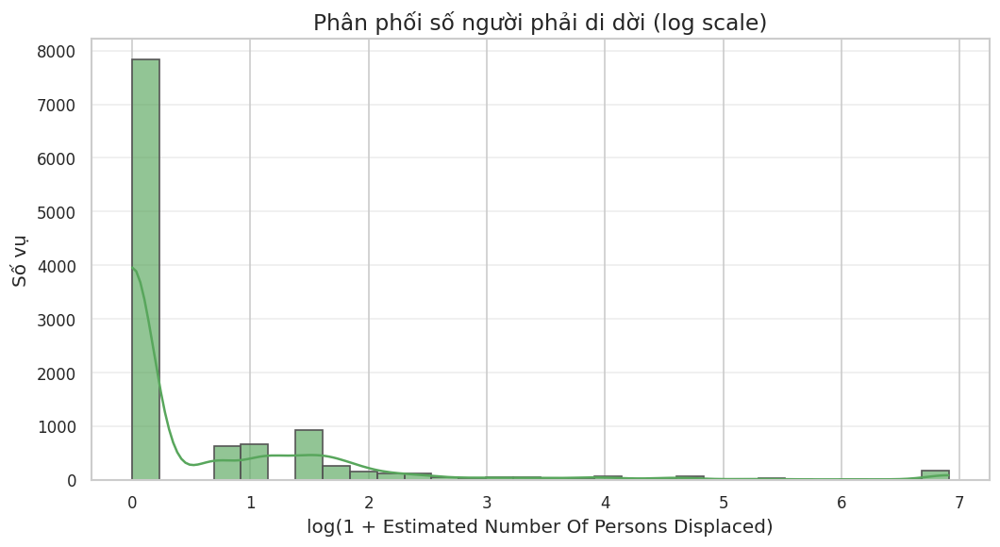 Phân phối số người phải di dời (log scale)
8000
7000
6000
5000
4000
3000
2000
1000
0
Số vụ
0 1 2 3 4 5 6 7
log(1 + Estimated Number Of Persons Displaced)